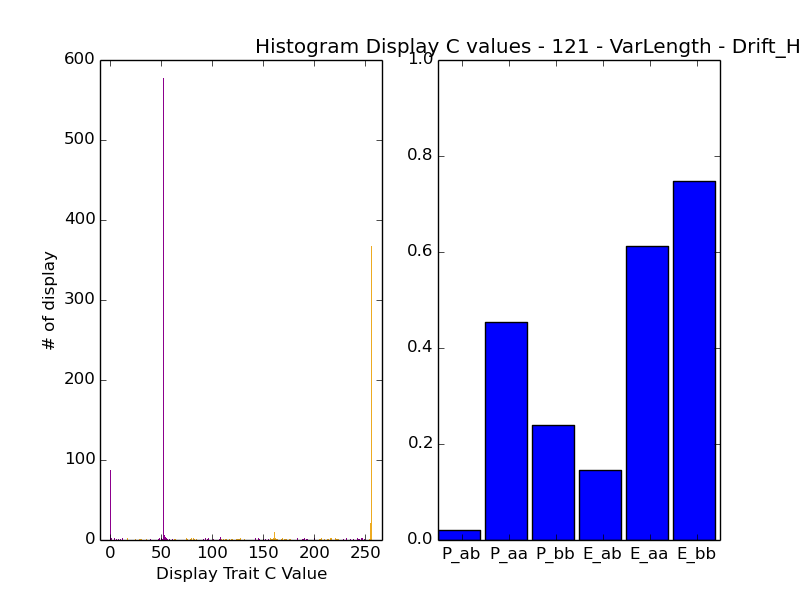 Histogram Display C values - 121 - VarLength - Drift_H
600
500
400
300
200
100
0
# of display
0 50 100 150 200 250
Display Trait C Value
1.0
0.8
0.6
0.4
0.2
0.0
P_ab P_aa P_bb E_ab E_aa E_bb